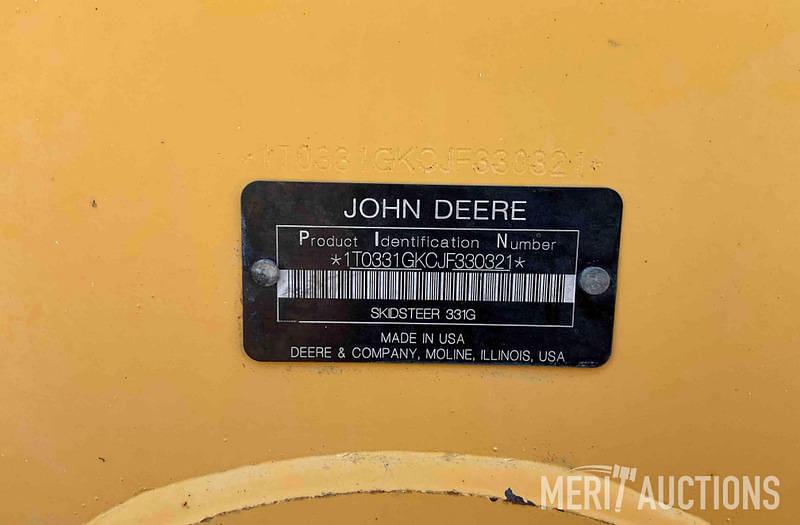 *1T0331GKCJF330321*
JOHN DEERE
Product Identification Number
*1T0331GKCJF330321*
SKIDSTEER 331G
MADE IN USA
DEERE & COMPANY, MOLINE, ILLINOIS, USA
MERIT AUCTIONS